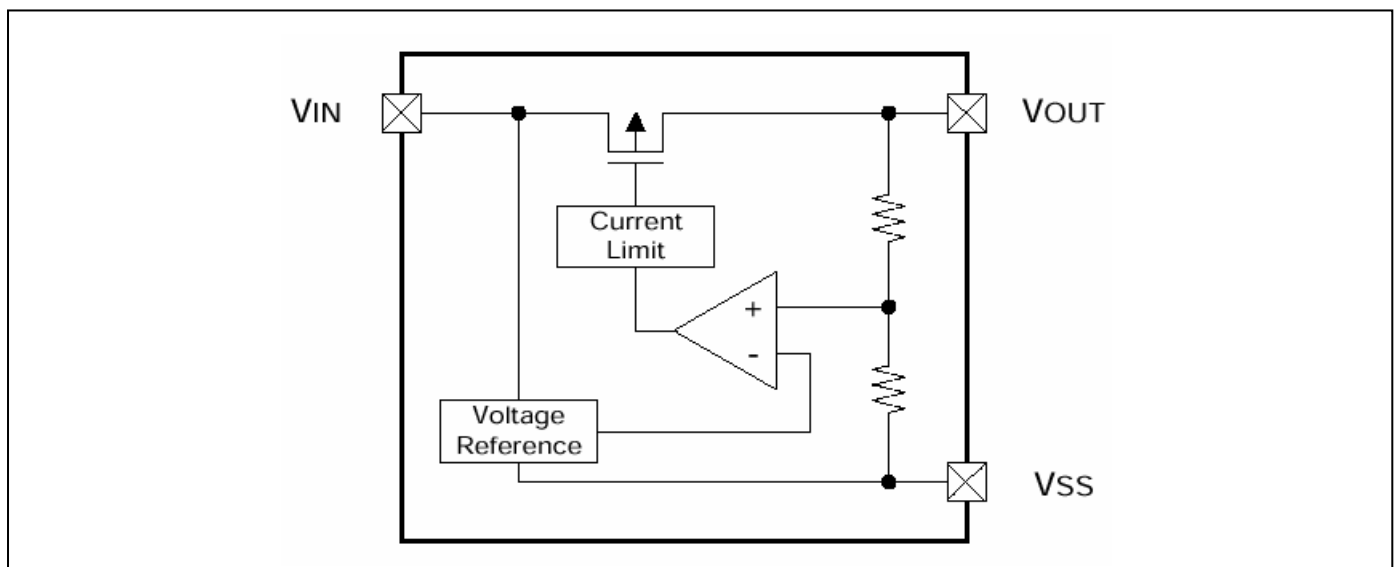 VIN
VOUT
Current
Limit
+
-
Voltage
Reference
VSS